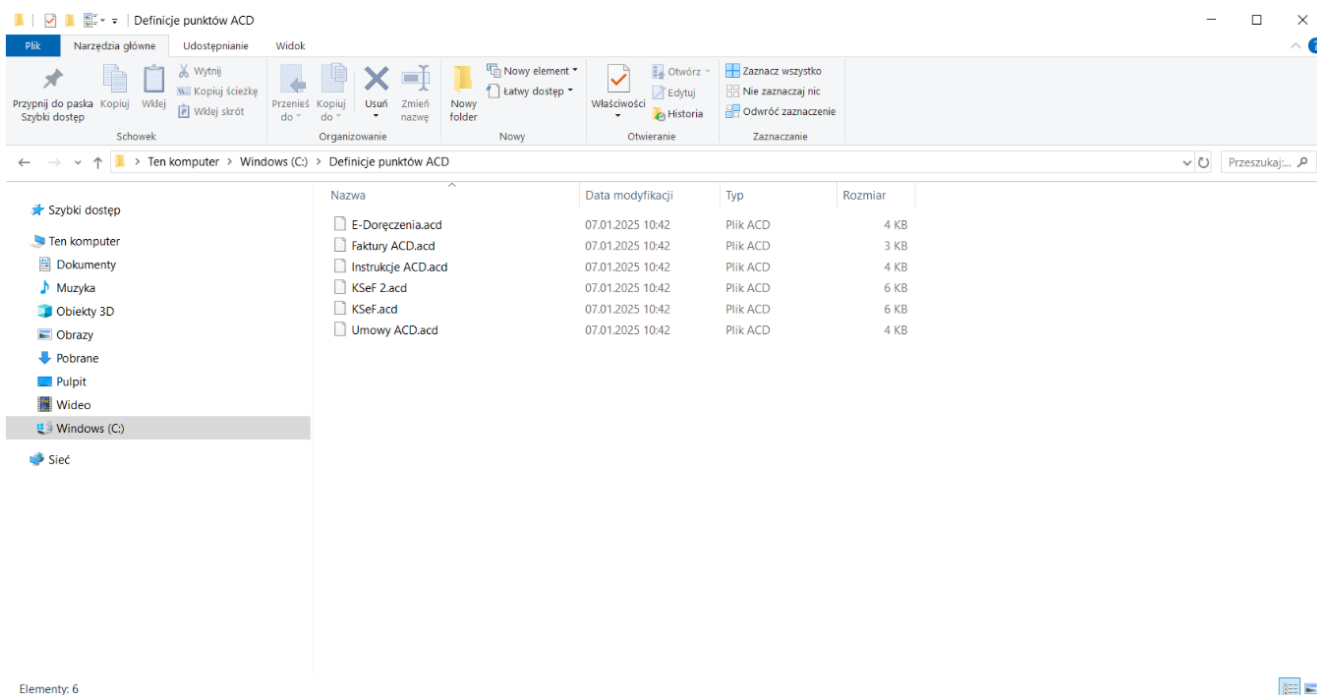 Definicje punktów ACD
Plik Narzędzia główne Udostępnianie Widok
Przypnij do paska Szybki dostęp
Kopiuj
Wklej
Wytnij
Kopiuj ścieżkę
Wklej skrót
Schowek
Przenieś do
Kopiuj do
Usuń
Zmień nazwę
Organizowanie
Nowy folder
Nowy element
Łatwy dostęp
Nowy
Właściwości
Otwórz
Edytuj
Historia
Otwieranie
Zaznacz wszystko
Nie zaznaczaj nic
Odwróć zaznaczenie
Zaznaczanie
Ten komputer > Windows (C:) > Definicje punktów ACD
Przeszukaj:...
Szybki dostęp
Ten komputer
Dokumenty
Muzyka
Obiekty 3D
Obrazy
Pobrane
Pulpit
Wideo
Windows (C:)
Sieć
Nazwa Data modyfikacji Typ Rozmiar
E-Doręczenia.acd 07.01.2025 10:42 Plik ACD 4 KB
Faktury ACD.acd 07.01.2025 10:42 Plik ACD 3 KB
Instrukcje ACD.acd 07.01.2025 10:42 Plik ACD 4 KB
KSeF 2.acd 07.01.2025 10:42 Plik ACD 6 KB
KSeF.acd 07.01.2025 10:42 Plik ACD 6 KB
Umowy ACD.acd 07.01.2025 10:42 Plik ACD 4 KB
Elementy: 6